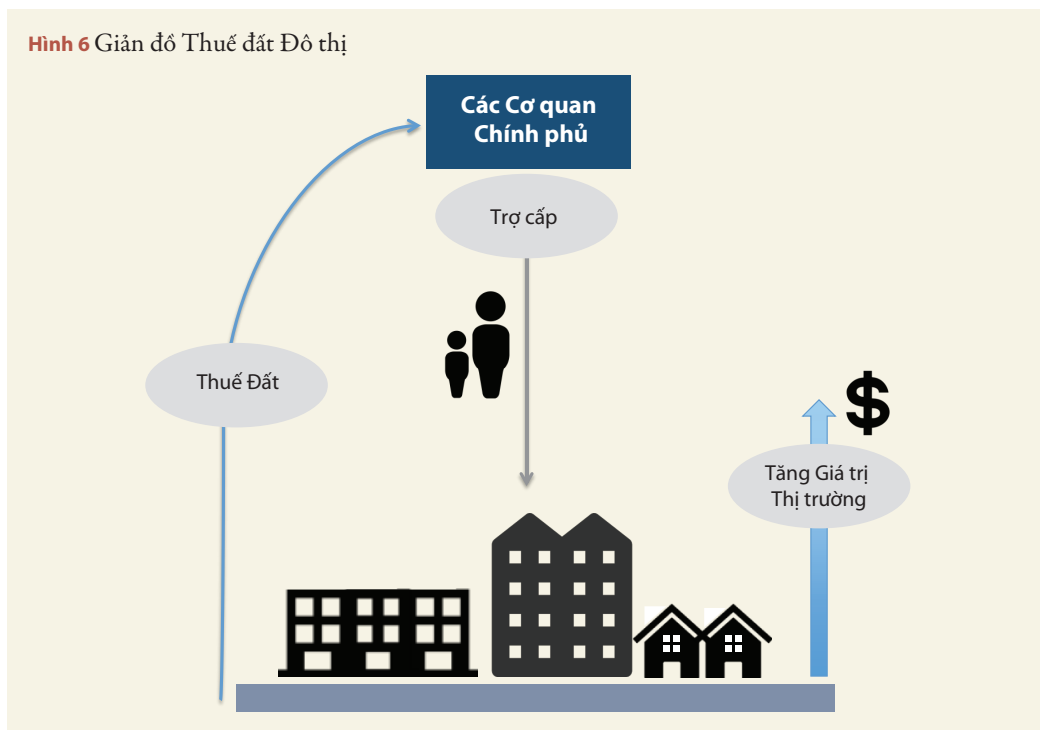 Hình 6 Giản đồ Thuế đất Đô thị
Các Cơ quan
Chính phủ
Trợ cấp
Thuế Đất
$
Tăng Giá trị
Thị trường